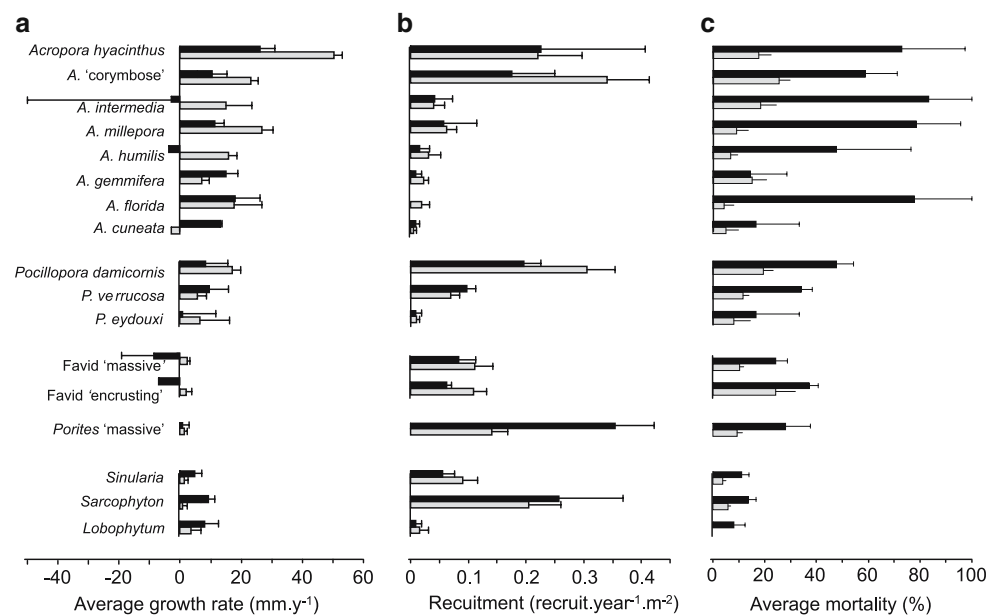 a b c
Acropora hyacinthus
A. 'corymbose'
A. intermedia
A. millepora
A. humilis
A. gemmifera
A. florida
A. cuneata
Pocillopora damicornis
P. verrucosa
P. eydouxi
Favid 'massive'
Favid 'encrusting'
Porites 'massive'
Sinularia
Sarcophyton
Lobophytum
-40 -20 0 20 40 60
Average growth rate (mm.y⁻¹)
0 0.1 0.2 0.3 0.4
Recuitment (recruit.year⁻¹.m⁻²)
0 20 40 60 80 100
Average mortality (%)